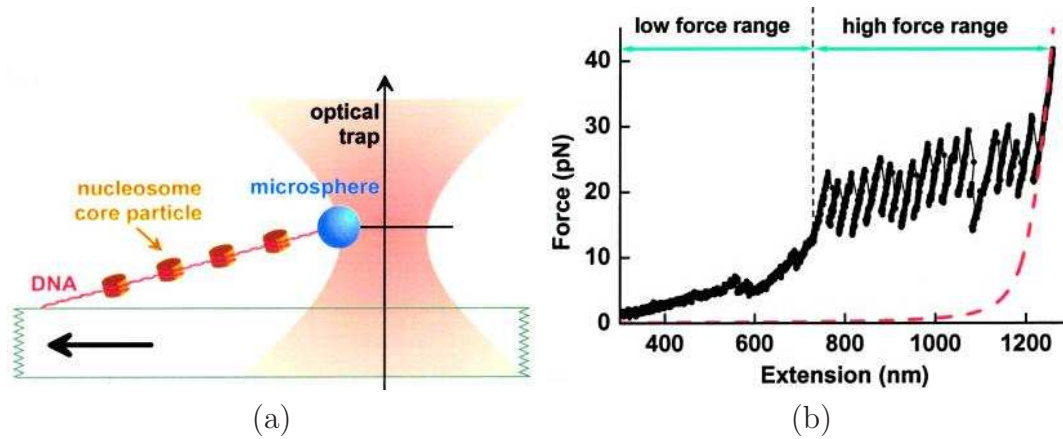 optical
trap
microsphere
nucleosome
core particle
DNA
(a)
low force range
high force range
Force (pN)
40
30
20
10
0
400
600
800
1000
1200
Extension (nm)
(b)